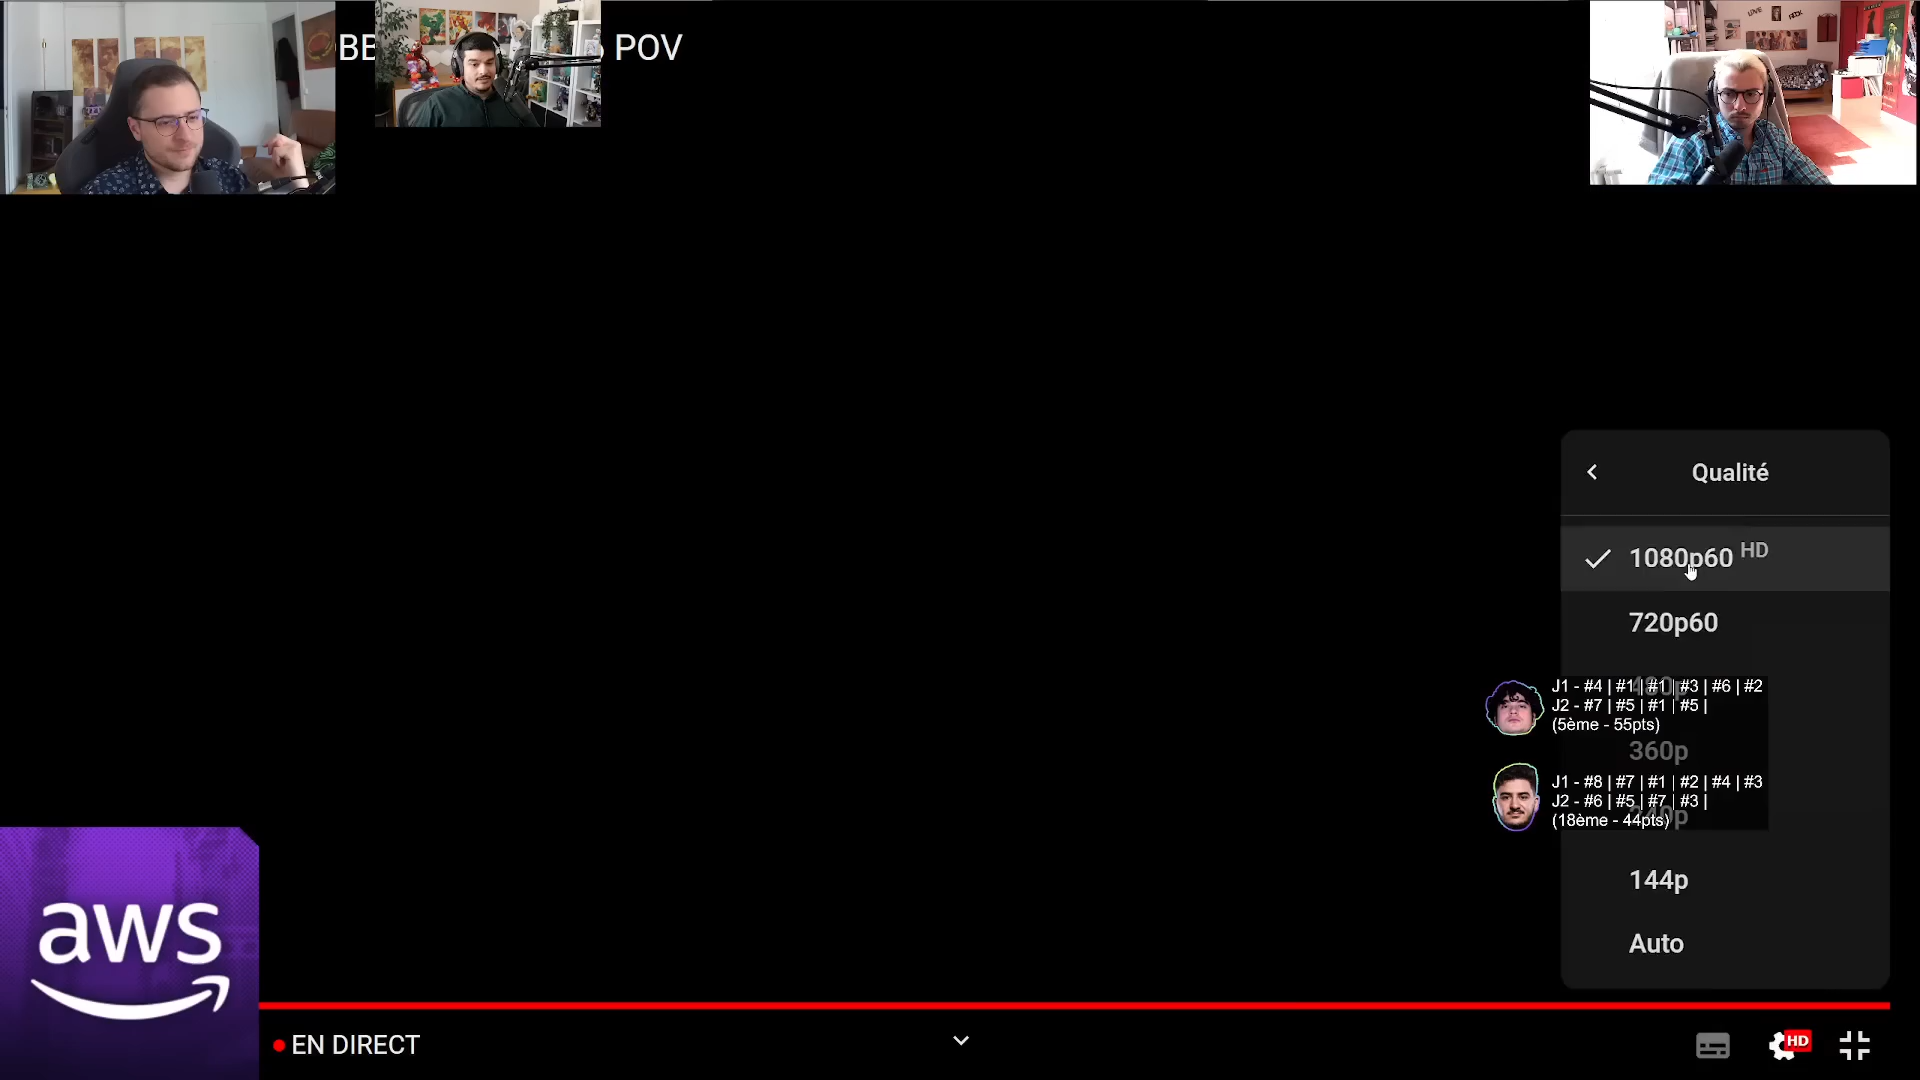 BE
POV
Qualité
1080p60 HD
720p60
480p
J1 - #4 | #1 | #1 | #3 | #6 | #2
J2 - #7 | #5 | #1 | #5 |
(5ème - 55pts)
360p
J1 - #8 | #7 | #1 | #2 | #4 | #3
J2 - #6 | #5 | #7 | #3 |
(18ème - 44pts)
240p
144p
Auto
aws
EN DIRECT
HD